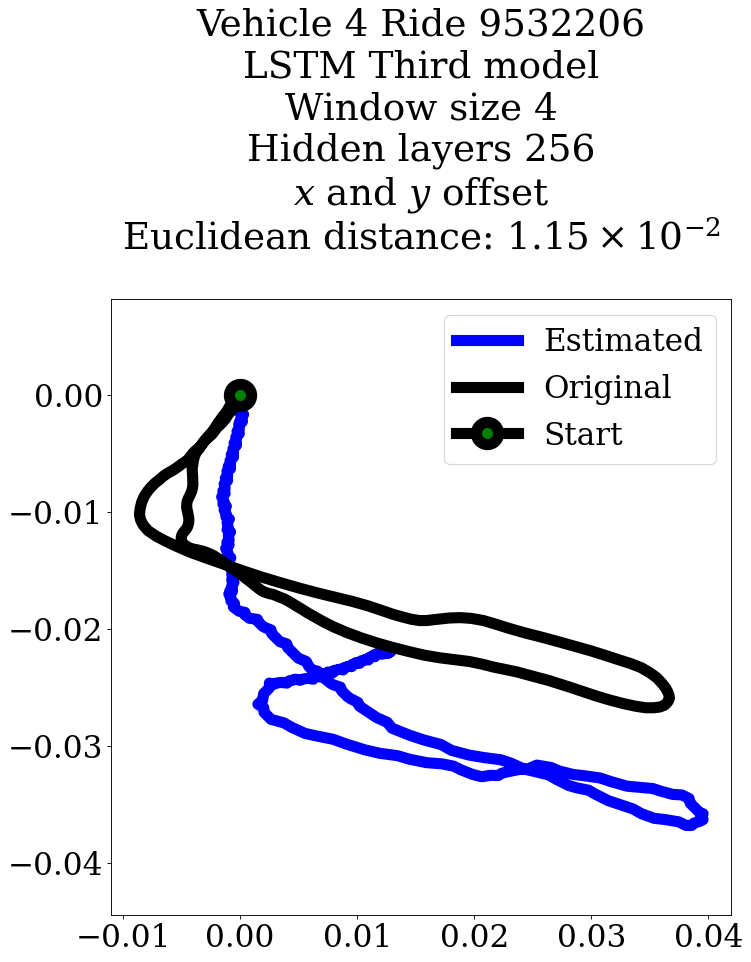 Vehicle 4 Ride 9532206
LSTM Third model
Window size 4
Hidden layers 256
x and y offset
Euclidean distance: 1.15 × 10⁻²
Estimated
Original
Start
0.00
−0.01
−0.02
−0.03
−0.04
−0.01 0.00 0.01 0.02 0.03 0.04